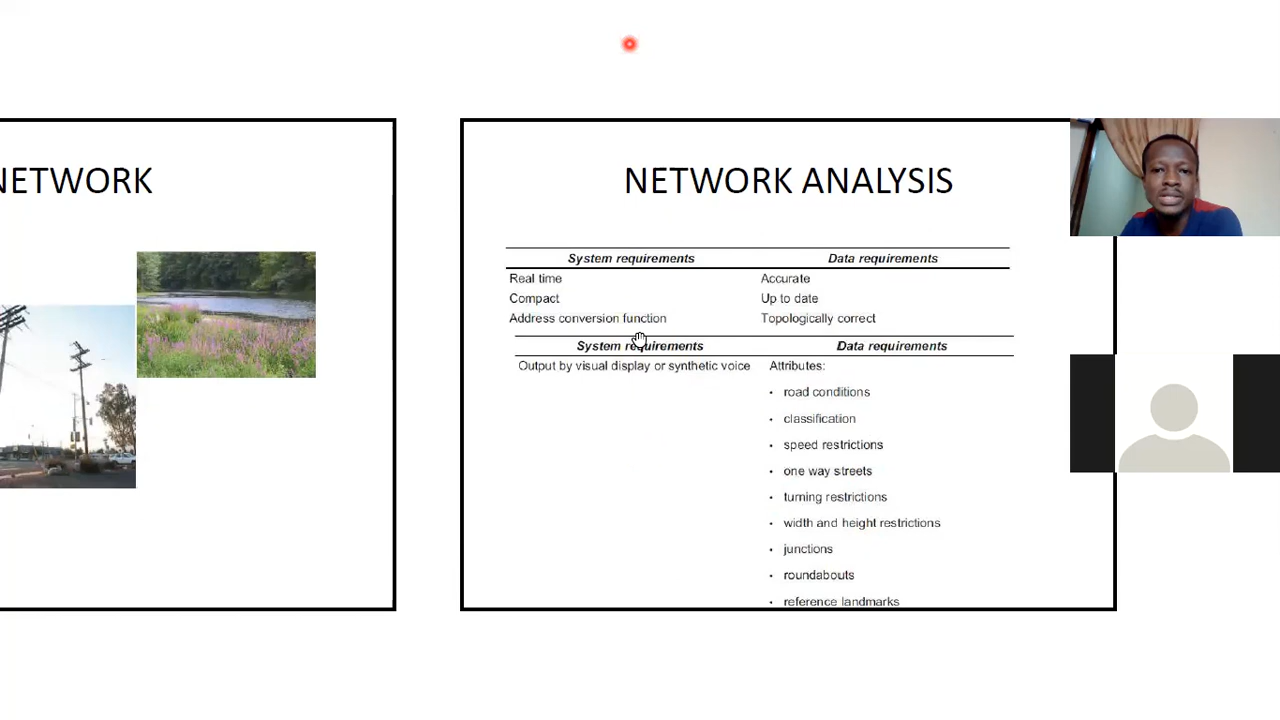 NETWORK
NETWORK ANALYSIS
System requirements Data requirements
Real time Accurate
Compact Up to date
Address conversion function Topologically correct
System requirements Data requirements
Output by visual display or synthetic voice Attributes:
• road conditions
• classification
• speed restrictions
• one way streets
• turning restrictions
• width and height restrictions
• junctions
• roundabouts
• reference landmarks